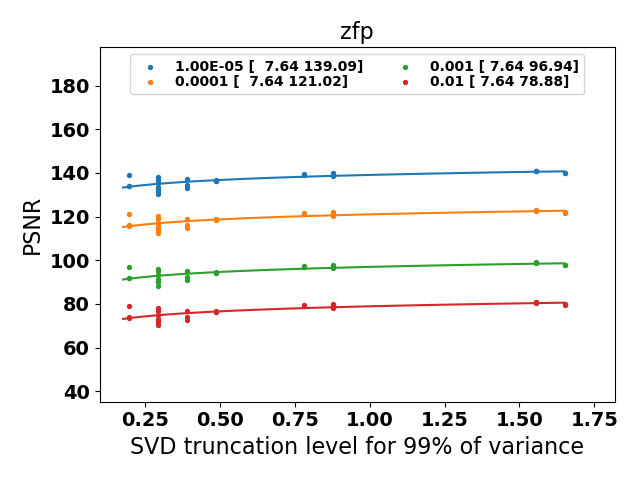 zfp
1.00E-05 [  7.64 139.09]
0.0001 [  7.64 121.02]
0.001 [ 7.64 96.94]
0.01 [ 7.64 78.88]
180
160
140
120
100
80
60
40
PSNR
0.25 0.50 0.75 1.00 1.25 1.50 1.75
SVD truncation level for 99% of variance